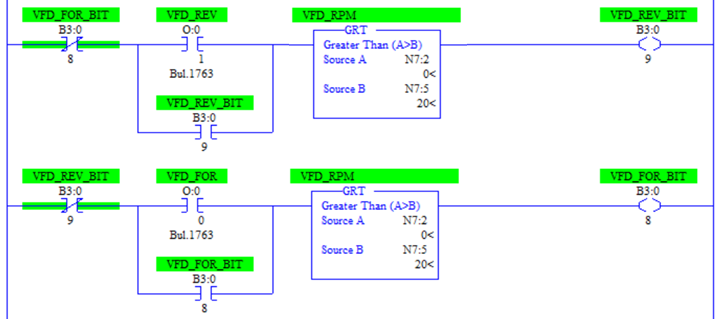 VFD_FOR_BIT VFD_REV VFD_RPM VFD_REV_BIT
B3:0 O:0 GRT B3:0
Greater Than (A>B)
8 1 Source A N7:2 9
Bul.1763 0<
Source B N7:5
VFD_REV_BIT 20<
B3:0
9
VFD_REV_BIT VFD_FOR VFD_RPM VFD_FOR_BIT
B3:0 O:0 GRT B3:0
Greater Than (A>B)
9 0 Source A N7:2 8
Bul.1763 0<
Source B N7:5
VFD_FOR_BIT 20<
B3:0
8